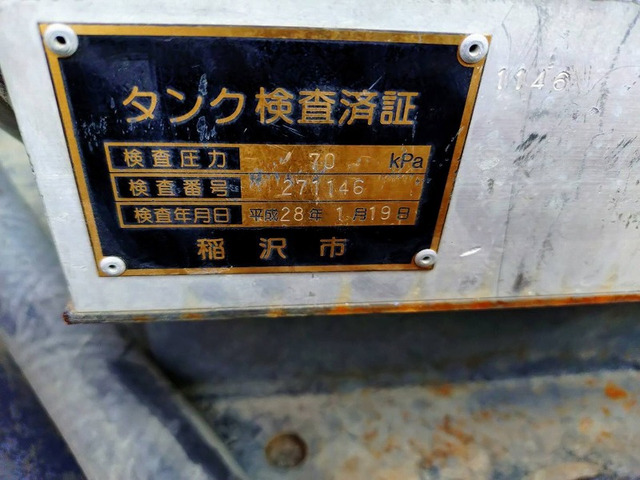 タンク検査済証
検査圧力 70 kPa
検査番号 271146
検査年月日 平成28年1月19日
稲沢市
1146